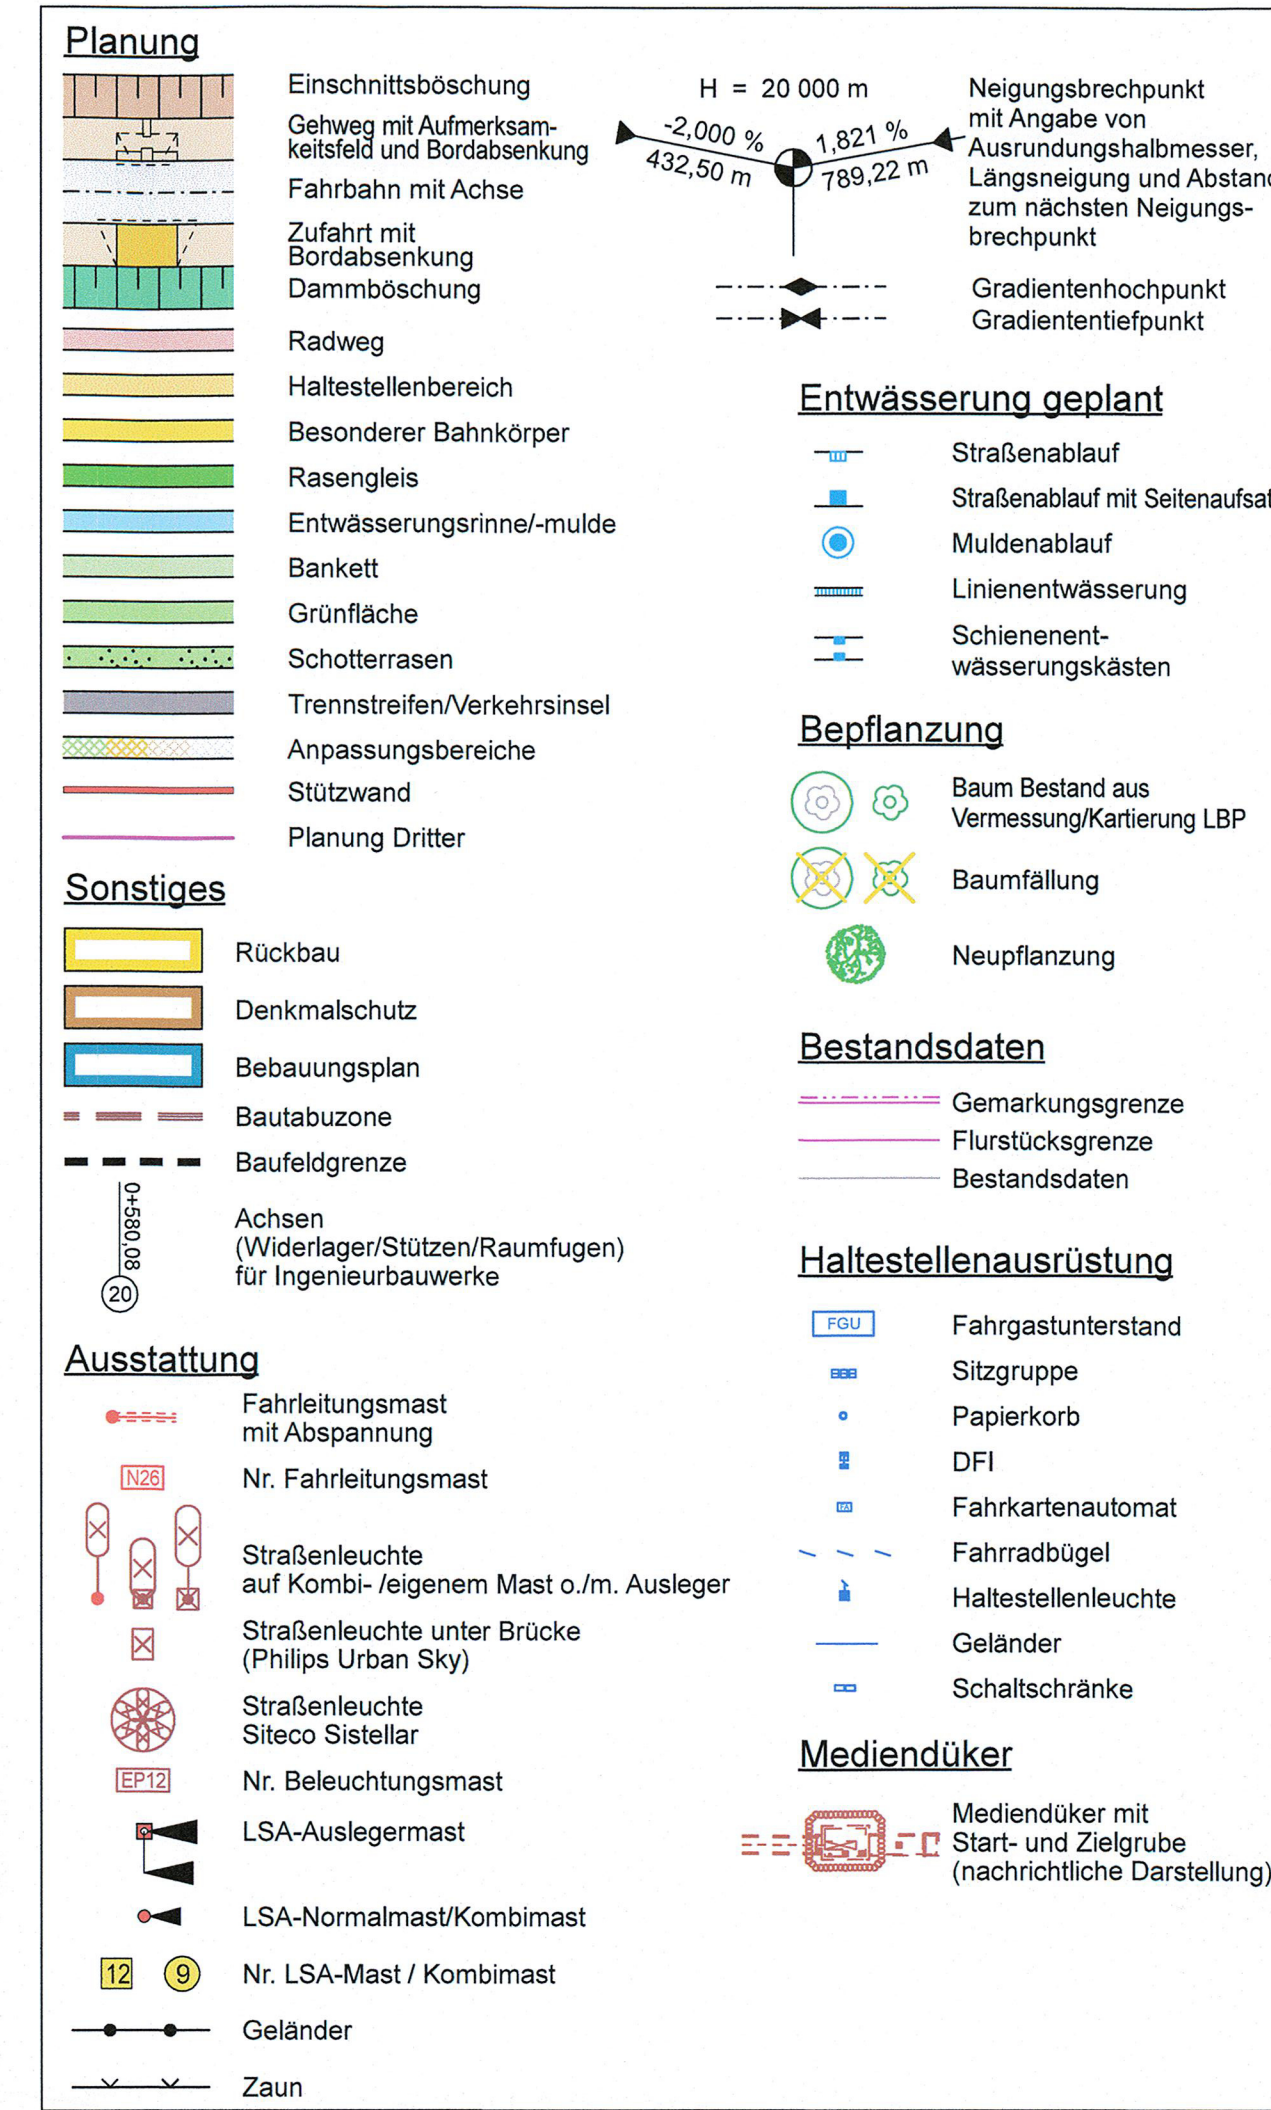 Planung
Einschnittsböschung
Gehweg mit Aufmerksam-
keitsfeld und Bordabsenkung
Fahrbahn mit Achse
Zufahrt mit
Bordabsenkung
Dammböschung
Radweg
Haltestellenbereich
Besonderer Bahnkörper
Rasengleis
Entwässerungsrinne/-mulde
Bankett
Grünfläche
Schotterrasen
Trennstreifen/Verkehrsinsel
Anpassungsbereiche
Stützwand
Planung Dritter
Sonstiges
Rückbau
Denkmalschutz
Bebauungsplan
Bautabuzone
Baufeldgrenze
0+580,08
20
Achsen
(Widerlager/Stützen/Raumfugen)
für Ingenieurbauwerke
Ausstattung
Fahrleitungsmast
mit Abspannung
N26
Nr. Fahrleitungsmast
Straßenleuchte
auf Kombi- /eigenem Mast o./m. Ausleger
Straßenleuchte unter Brücke
(Philips Urban Sky)
Straßenleuchte
Siteco Sistellar
EP12
Nr. Beleuchtungsmast
LSA-Auslegermast
LSA-Normalmast/Kombimast
12 9
Nr. LSA-Mast / Kombimast
Geländer
Zaun
H = 20 000 m
-2,000 %
432,50 m
1,821 %
789,22 m
Neigungsbrechpunkt
mit Angabe von
Ausrundungshalbmesser,
Längsneigung und Abstand
zum nächsten Neigungs-
brechpunkt
Gradientenhochpunkt
Gradiententiefpunkt
Entwässerung geplant
Straßenablauf
Straßenablauf mit Seitenaufsat
Muldenablauf
Linienentwässerung
Schienenent-
wässerungskästen
Bepflanzung
Baum Bestand aus
Vermessung/Kartierung LBP
Baumfällung
Neupflanzung
Bestandsdaten
Gemarkungsgrenze
Flurstücksgrenze
Bestandsdaten
Haltestellenausrüstung
FGU
Fahrgastunterstand
Sitzgruppe
Papierkorb
DFI
FA
Fahrkartenautomat
Fahrradbügel
Haltestellenleuchte
Geländer
Schaltschränke
Mediendüker
Mediendüker mit
Start- und Zielgrube
(nachrichtliche Darstellung)